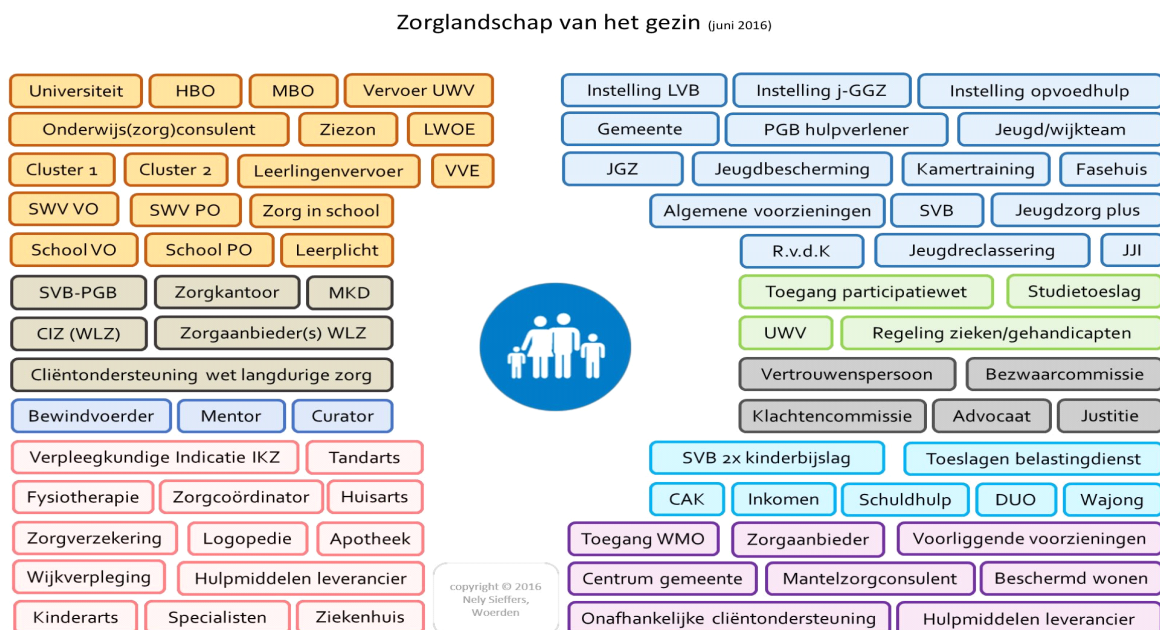 Zorglandschap van het gezin (juni 2016)
Universiteit HBO MBO Vervoer UWV
Onderwijs(zorg)consulent Ziezon LWOE
Cluster 1 Cluster 2 Leerlingenvervoer VVE
SWV VO SWV PO Zorg in school
School VO School PO Leerplicht
SVB-PGB Zorgkantoor MKD
CIZ (WLZ) Zorgaanbieder(s) WLZ
Cliëntondersteuning wet langdurige zorg
Bewindvoerder Mentor Curator
Verpleegkundige Indicatie IKZ Tandarts
Fysiotherapie Zorgcoördinator Huisarts
Zorgverzekering Logopedie Apotheek
Wijkverpleging Hulpmiddelen leverancier
Kinderarts Specialisten Ziekenhuis
Instelling LVB Instelling j-GGZ Instelling opvoedhulp
Gemeente PGB hulpverlener Jeugd/wijkteam
JGZ Jeugdbescherming Kamertraining Fasehuis
Algemene voorzieningen SVB Jeugdzorg plus
R.v.d.K Jeugdreclassering JJI
Toegang participatiewet Studietoeslag
UWV Regeling zieken/gehandicapten
Vertrouwenspersoon Bezwaarcommissie
Klachtencommissie Advocaat Justitie
SVB 2x kinderbijslag Toeslagen belastingdienst
CAK Inkomen Schuldhulp DUO Wajong
Toegang WMO Zorgaanbieder Voorliggende voorzieningen
Centrum gemeente Mantelzorgconsulent Beschermd wonen
Onafhankelijke cliëntondersteuning Hulpmiddelen leverancier
copyright © 2016
Nely Sieffers,
Woerden